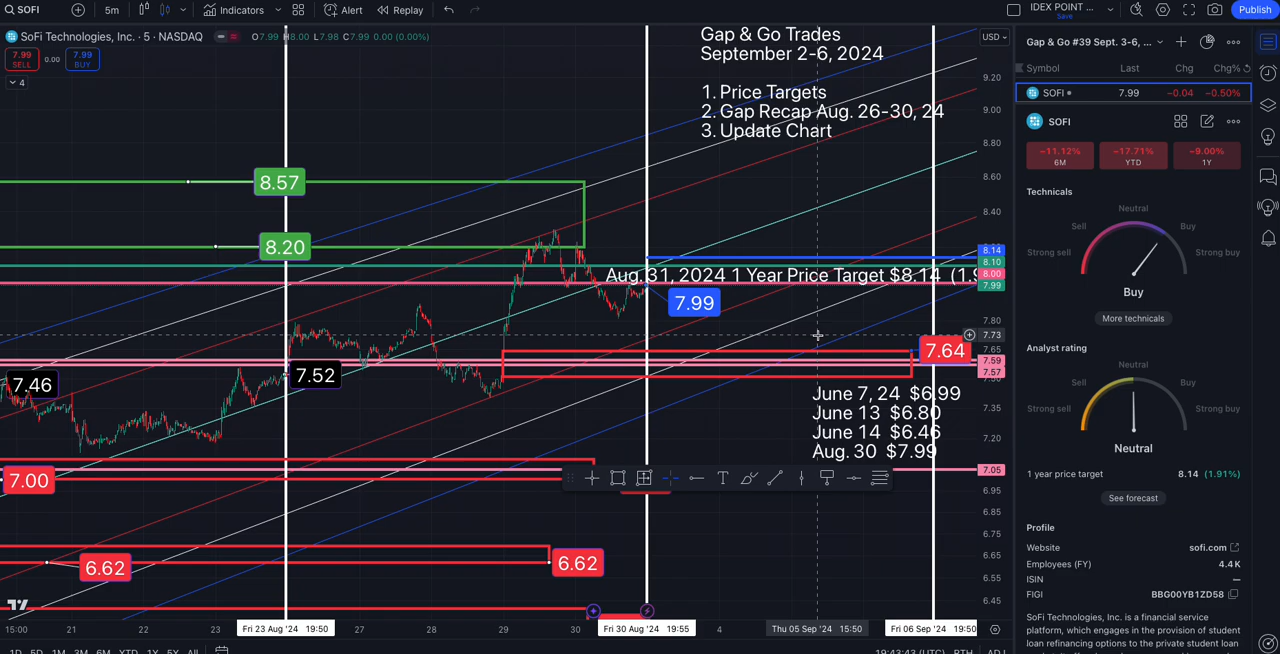 SOFI
5m
Indicators
Alert
Replay
IDEX POINT ...
Save
Publish
SoFi Technologies, Inc. · 5 · NASDAQ
O7.99 H8.00 L7.98 C7.99 0.00 (0.00%)
7.99
SELL
0.00
7.99
BUY
4
Gap & Go Trades
September 2-6, 2024
1. Price Targets
2. Gap Recap Aug. 26-30, 24
3. Update Chart
8.57
8.20
Aug. 31, 2024 1 Year Price Target $8.14 (1.9
7.99
7.64
7.52
7.46
June 7, 24 $6.99
June 13 $6.80
June 14 $6.46
Aug. 30 $7.99
7.00
6.62
6.62
USD
9.20
9.00
8.80
8.60
8.40
8.14
8.10
8.00
7.99
7.80
7.73
7.65
7.59
7.57
7.50
7.35
7.20
7.05
6.95
6.85
6.75
6.65
6.55
6.45
15:00
21
22
23
Fri 23 Aug '24 19:50
27
28
29
30
Fri 30 Aug '24 19:55
4
Thu 05 Sep '24 15:50
Fri 06 Sep '24 19:50
1D 5D 1M 3M 6M YTD 1Y 5Y All
19:43:43 (UTC) RTH ADJ
Gap & Go #39 Sept. 3-6, ...
Symbol Last Chg Chg%
SOFI 7.99 −0.04 −0.50%
SOFI
−11.12%
6M
−17.71%
YTD
−9.00%
1Y
Technicals
Neutral
Sell
Buy
Strong sell
Strong buy
Buy
More technicals
Analyst rating
Neutral
Sell
Buy
Strong sell
Strong buy
Neutral
1 year price target 8.14 (1.91%)
See forecast
Profile
Website sofi.com
Employees (FY) 4.4K
ISIN —
FIGI BBG00YB1ZD58
SoFi Technologies, Inc. is a financial service
platform, which engages in the provision of student
loan refinancing options to the private student loan